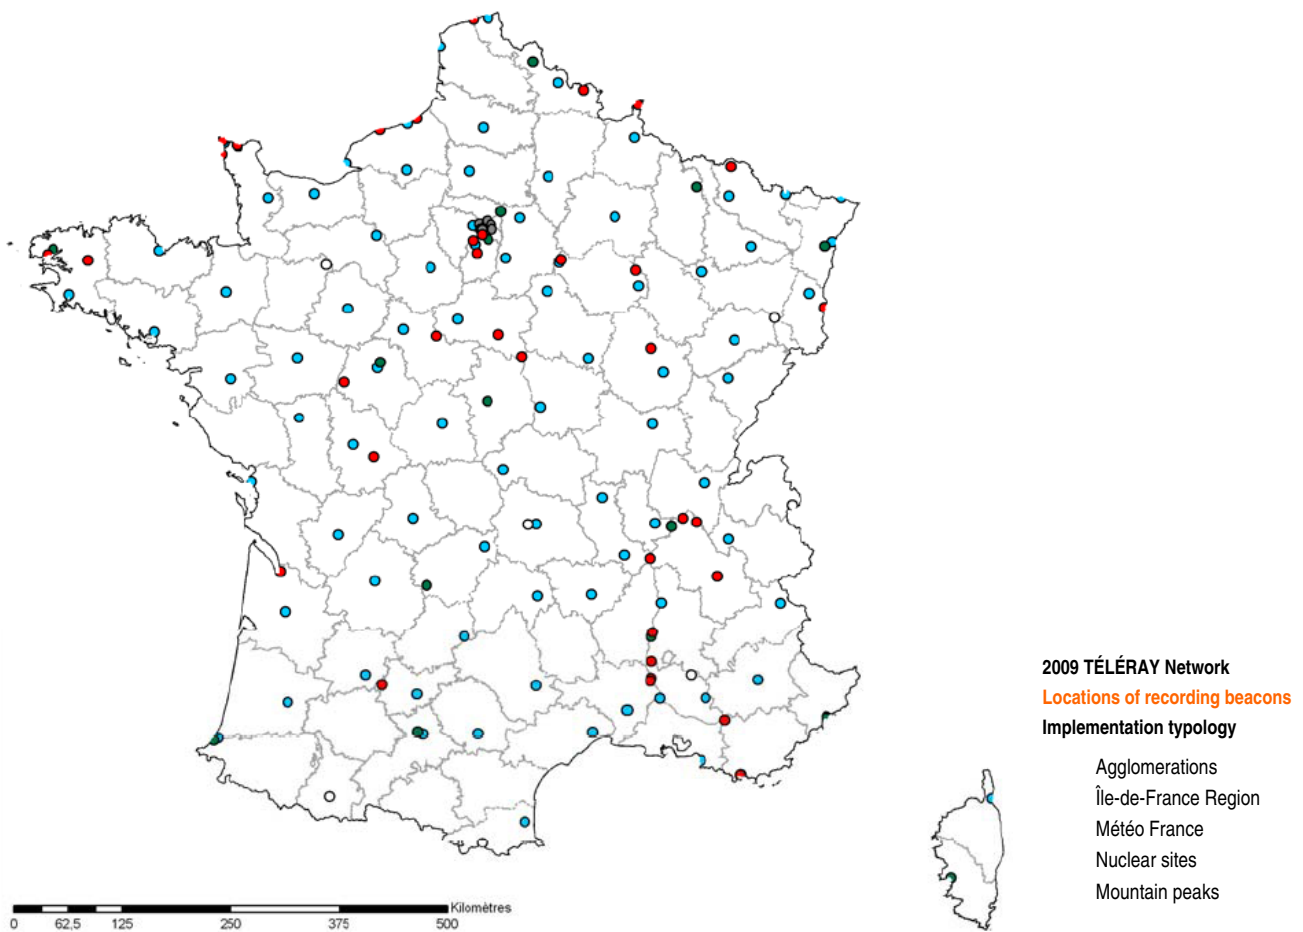 2009 TÉLÉRAY Network
Locations of recording beacons
Implementation typology
Agglomerations
Île-de-France Region
Météo France
Nuclear sites
Mountain peaks
Kilomètres
0 62,5 125 250 375 500